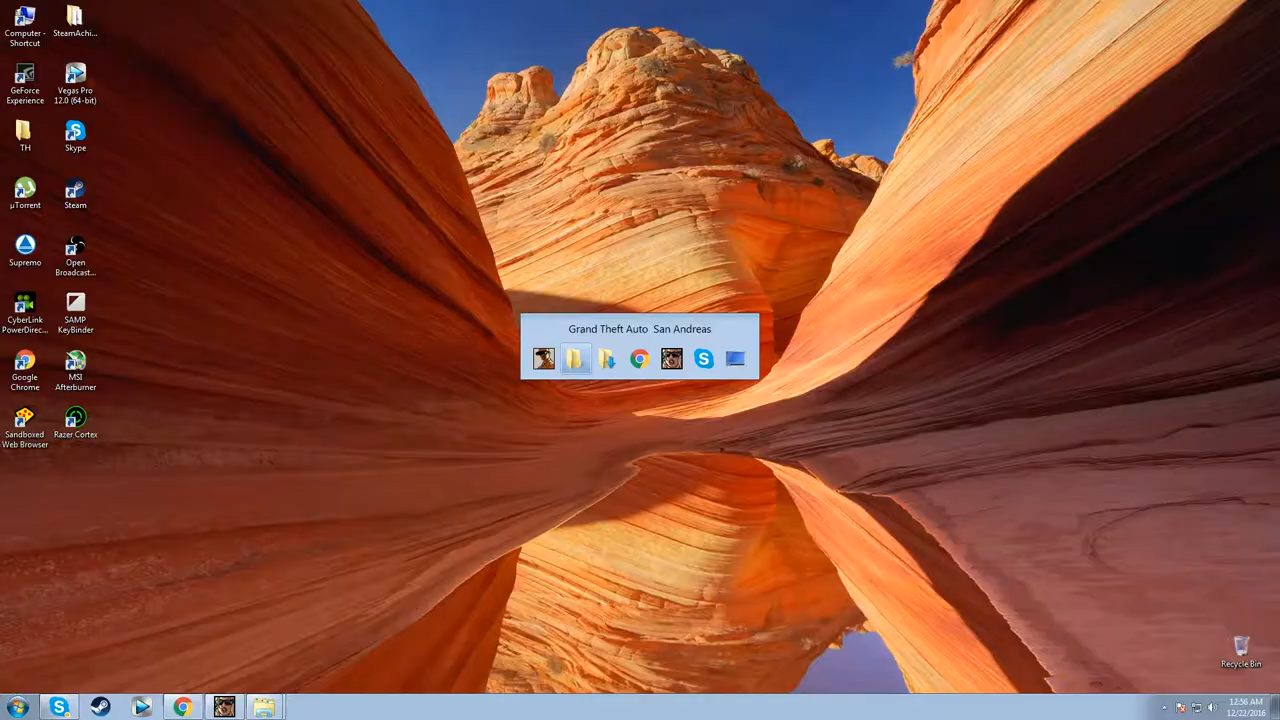 Computer - Shortcut
SteamAchi...
GeForce Experience
Vegas Pro 12.0 (64-bit)
TH
Skype
µTorrent
Steam
Supremo
Open Broadcast...
CyberLink PowerDirec...
SAMP KeyBinder
Google Chrome
MSI Afterburner
Sandboxed Web Browser
Razer Cortex
Grand Theft Auto  San Andreas
Recycle Bin
12:56 AM
12/22/2016